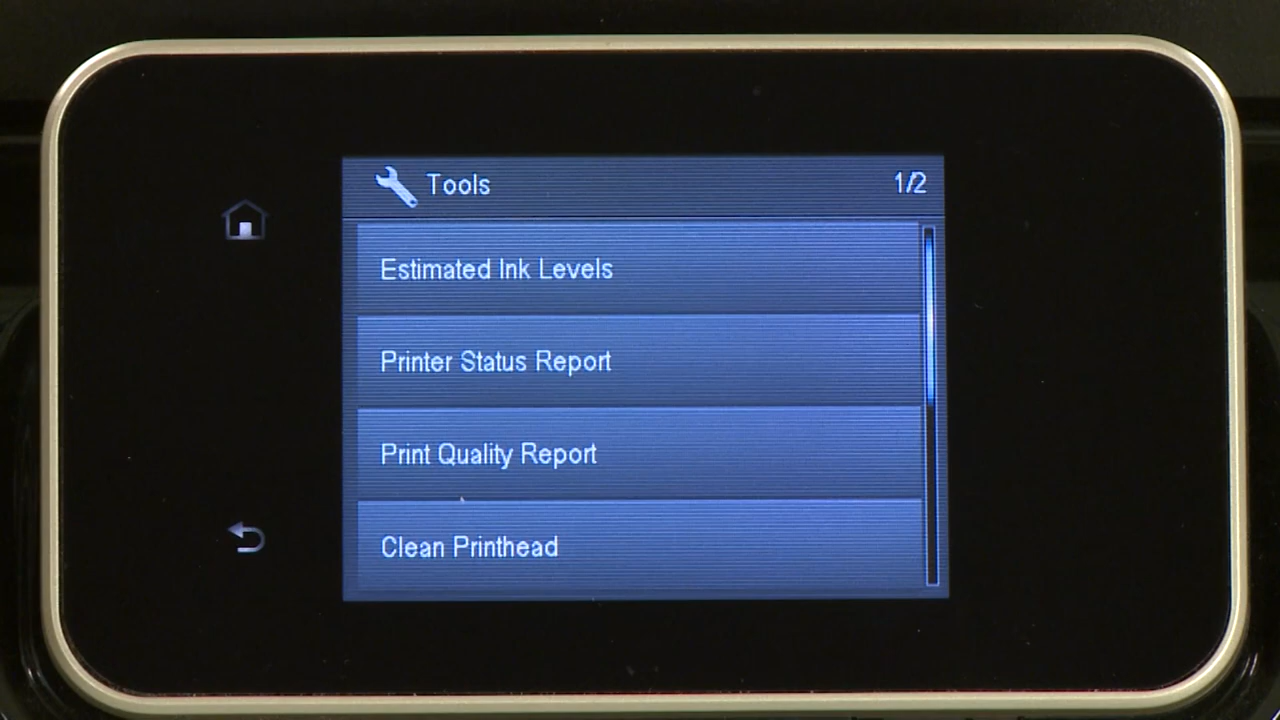 Tools 1/2
Estimated Ink Levels
Printer Status Report
Print Quality Report
Clean Printhead